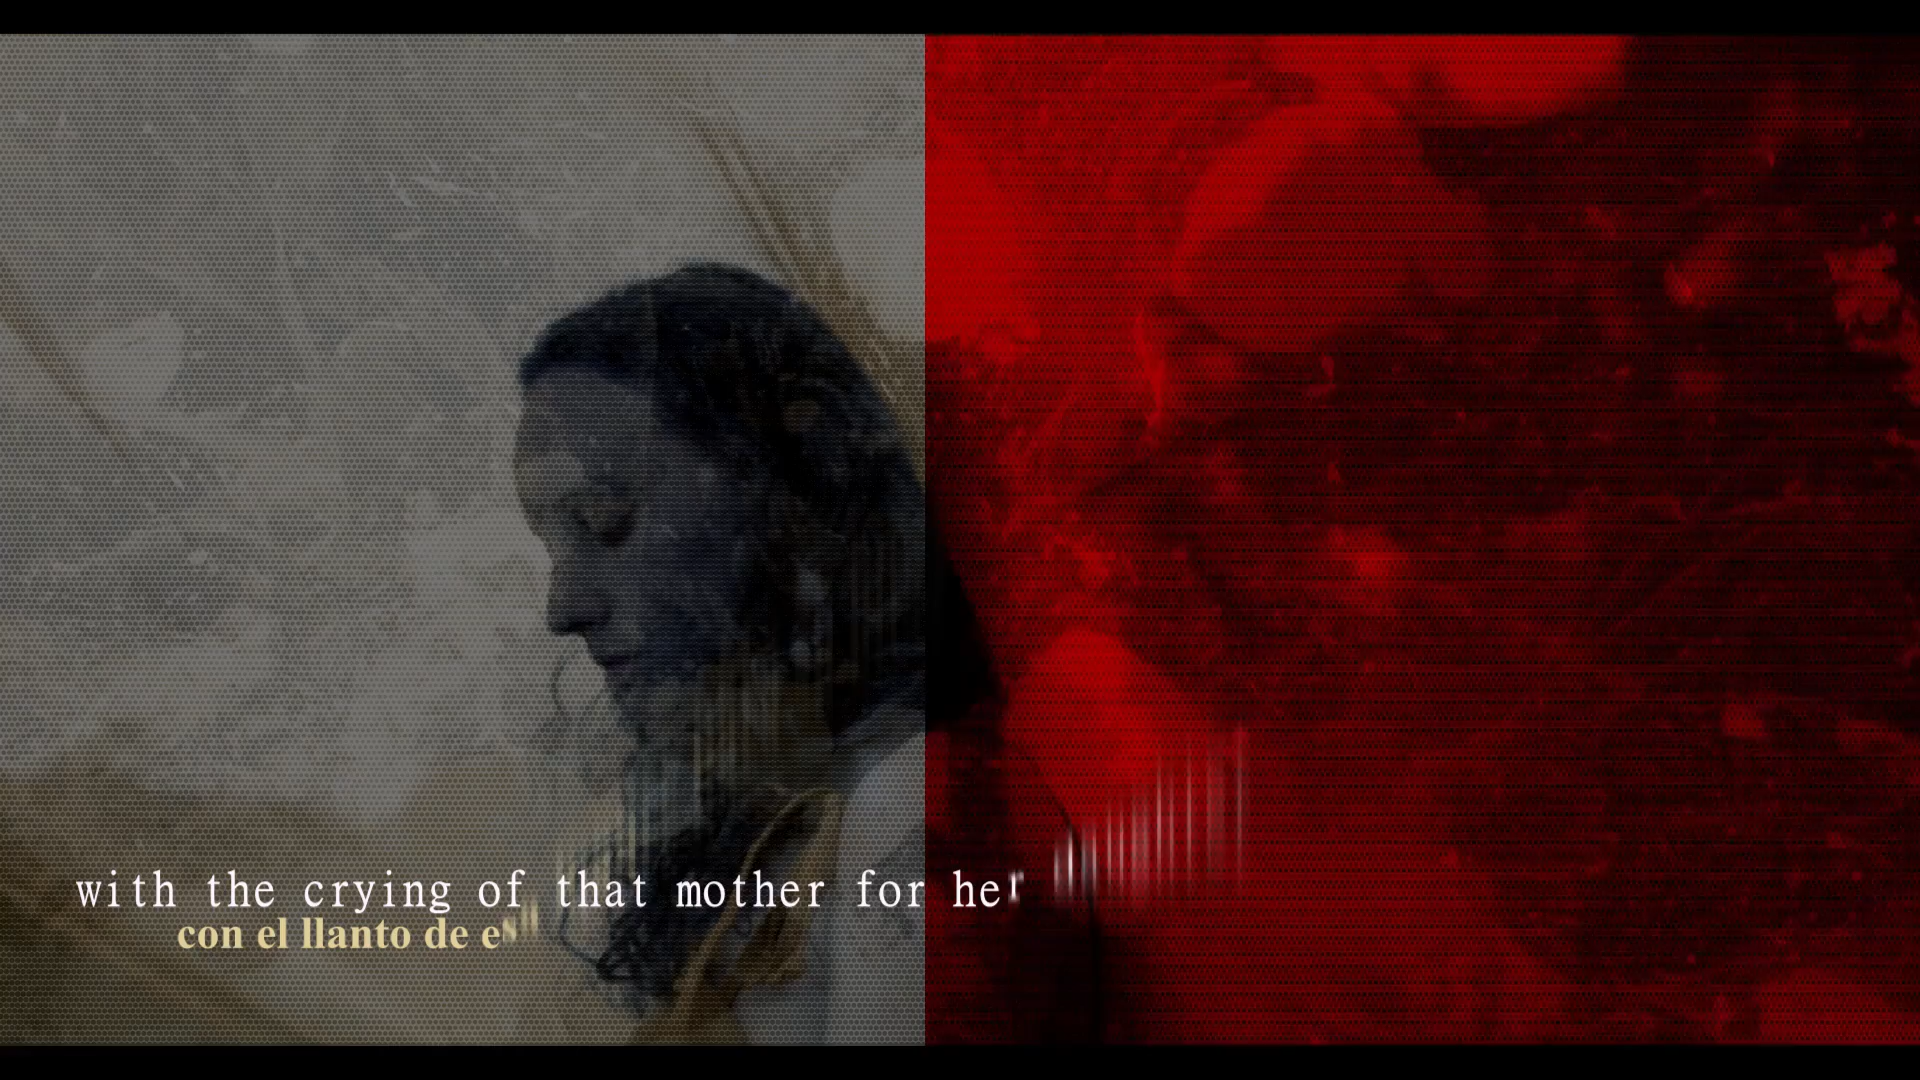 with the crying of that mother for her
con el llanto de